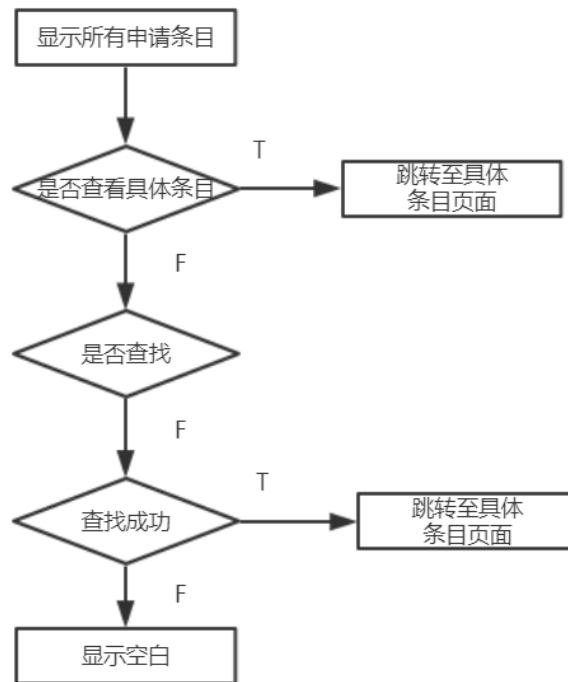 显示所有申请条目
T
是否查看具体条目
跳转至具体
条目页面
F
是否查找
F
T
查找成功
跳转至具体
条目页面
F
显示空白